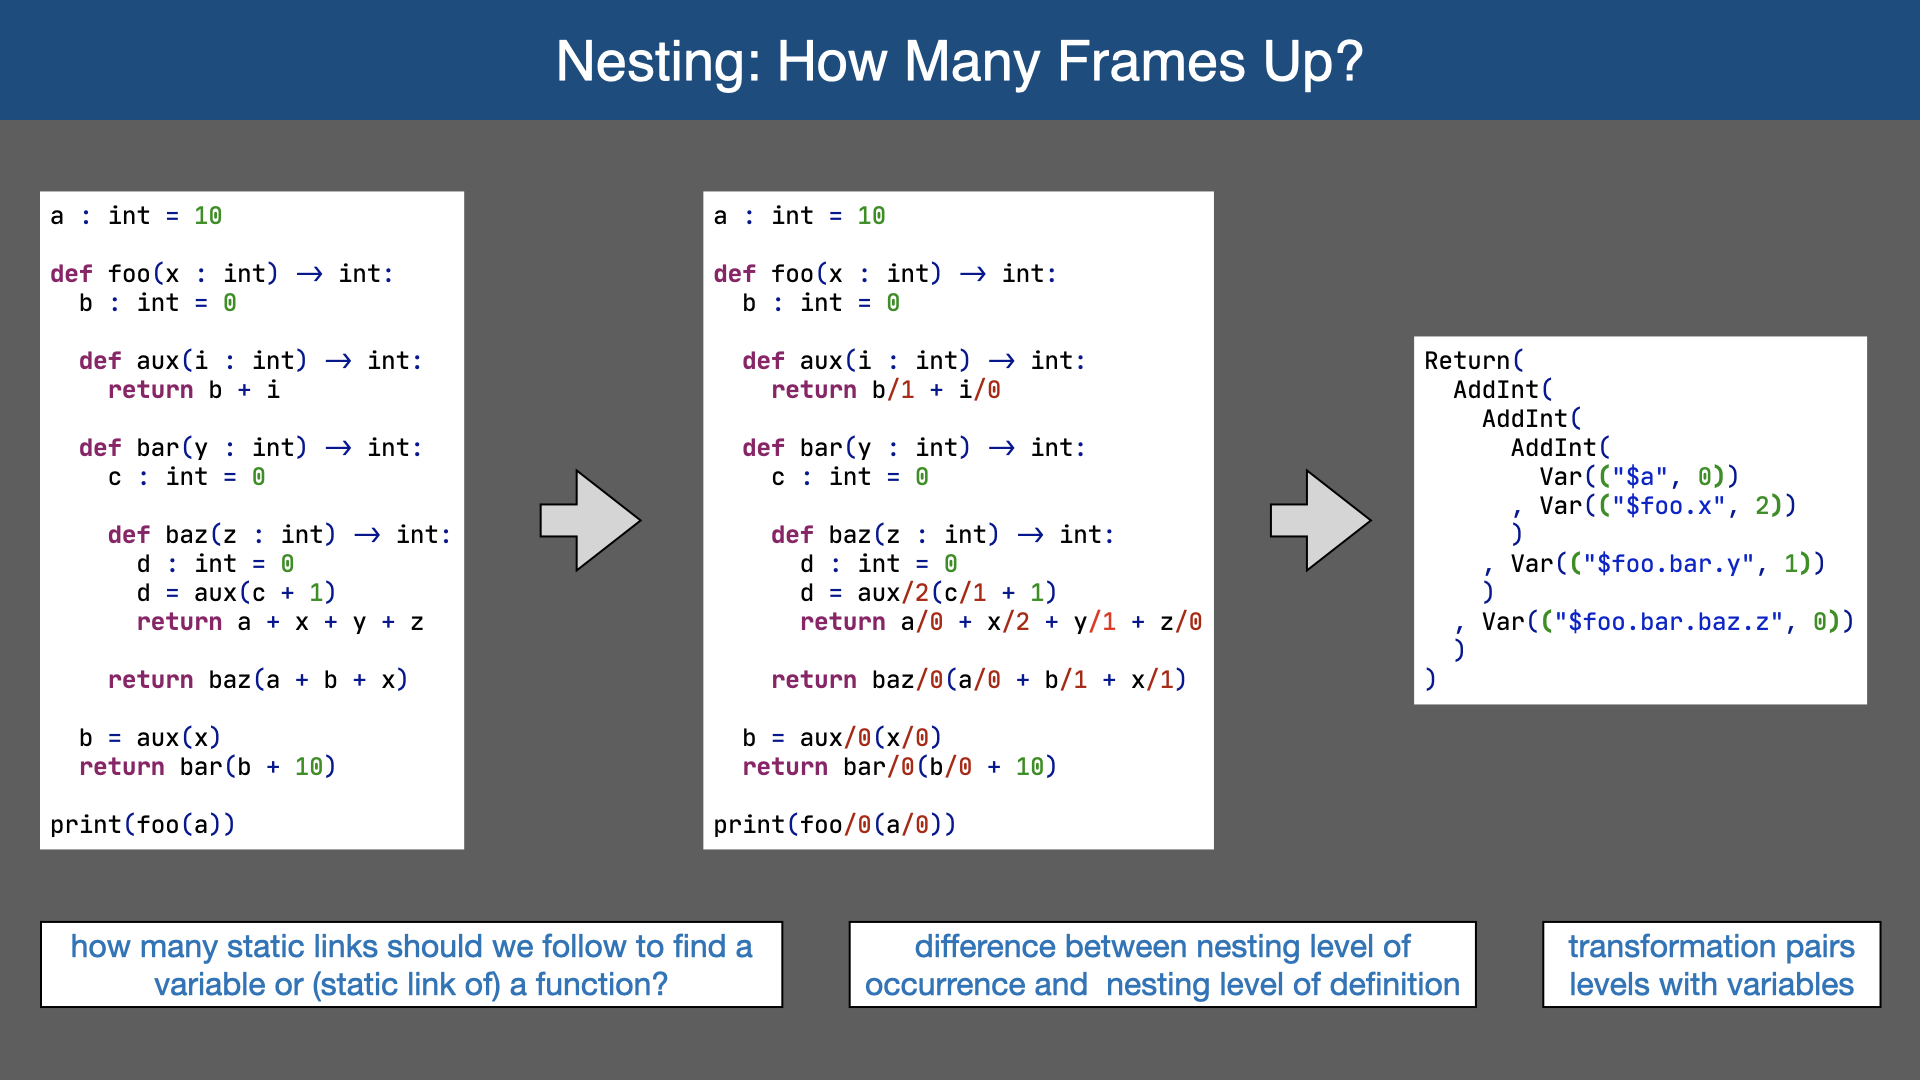 Nesting: How Many Frames Up?
a : int = 10
def foo(x : int) → int:
  b : int = 0
  def aux(i : int) → int:
    return b + i
  def bar(y : int) → int:
    c : int = 0
    def baz(z : int) → int:
      d : int = 0
      d = aux(c + 1)
      return a + x + y + z
    return baz(a + b + x)
  b = aux(x)
  return bar(b + 10)
print(foo(a))
a : int = 10
def foo(x : int) → int:
  b : int = 0
  def aux(i : int) → int:
    return b/1 + i/0
  def bar(y : int) → int:
    c : int = 0
    def baz(z : int) → int:
      d : int = 0
      d = aux/2(c/1 + 1)
      return a/0 + x/2 + y/1 + z/0
    return baz/0(a/0 + b/1 + x/1)
  b = aux/0(x/0)
  return bar/0(b/0 + 10)
print(foo/0(a/0))
Return(
  AddInt(
    AddInt(
      AddInt(
        Var(("$a", 0))
      , Var(("$foo.x", 2))
      )
    , Var(("$foo.bar.y", 1))
    )
  , Var(("$foo.bar.baz.z", 0))
  )
)
how many static links should we follow to find a
variable or (static link of) a function?
difference between nesting level of
occurrence and  nesting level of definition
transformation pairs
levels with variables